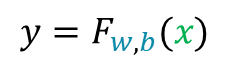 y = F_{w,b}(x)